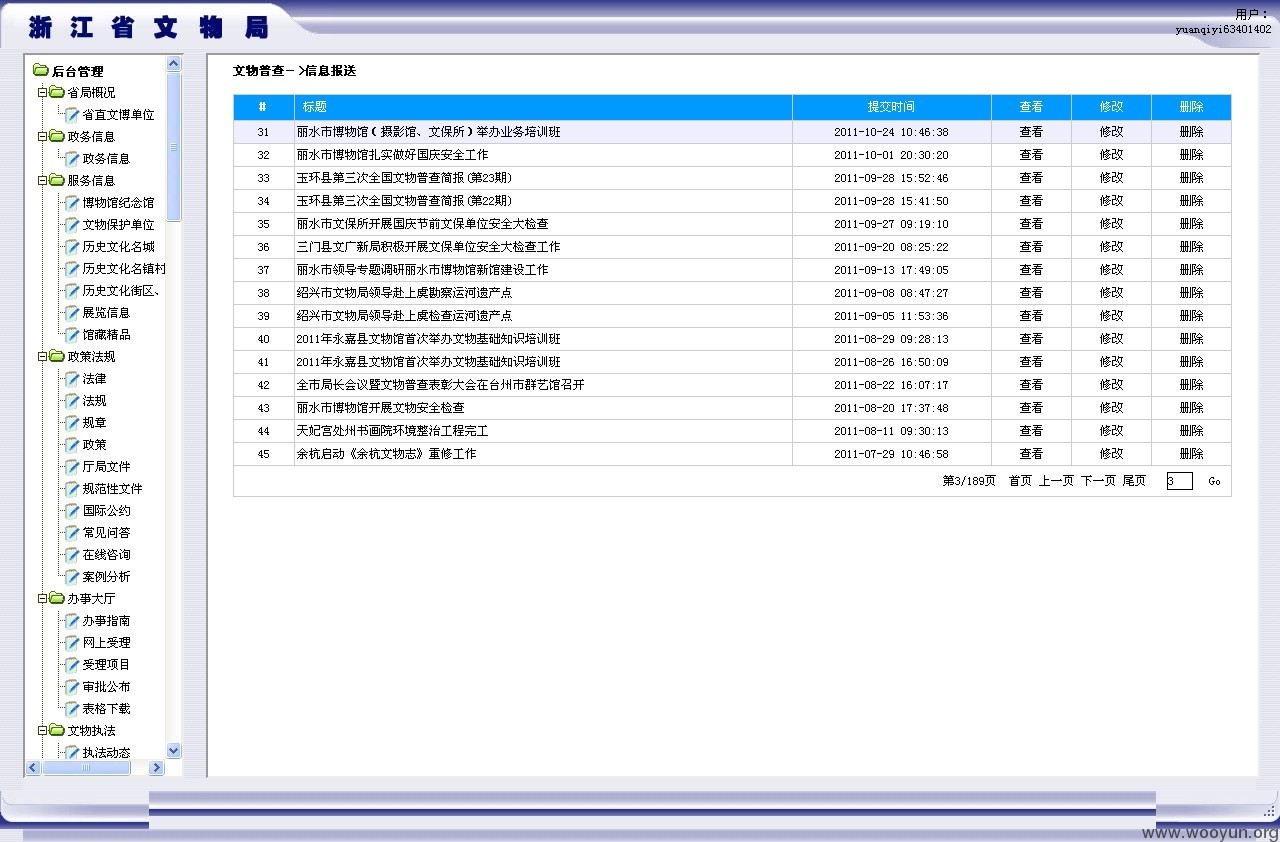 浙江省文物局
用户：
yuanqiyi63401402
后台管理
省局概况
省直文博单位
政务信息
政务信息
服务信息
博物馆纪念馆
文物保护单位
历史文化名城
历史文化名镇村
历史文化街区、
展览信息
馆藏精品
政策法规
法律
法规
规章
政策
厅局文件
规范性文件
国际公约
常见问答
在线咨询
案例分析
办事大厅
办事指南
网上受理
受理项目
审批公布
表格下载
文物执法
执法动态
文物普查－>信息报送
# 标题 提交时间 查看 修改 删除
31 丽水市博物馆（摄影馆、文保所）举办业务培训班 2011-10-24 10:46:38 查看 修改 删除
32 丽水市博物馆扎实做好国庆安全工作 2011-10-01 20:30:20 查看 修改 删除
33 玉环县第三次全国文物普查简报(第23期) 2011-09-28 15:52:46 查看 修改 删除
34 玉环县第三次全国文物普查简报(第22期) 2011-09-28 15:41:50 查看 修改 删除
35 丽水市文保所开展国庆节前文保单位安全大检查 2011-09-27 09:19:10 查看 修改 删除
36 三门县文广新局积极开展文保单位安全大检查工作 2011-09-20 08:25:22 查看 修改 删除
37 丽水市领导专题调研丽水市博物馆新馆建设工作 2011-09-13 17:49:05 查看 修改 删除
38 绍兴市文物局领导赴上虞勘察运河遗产点 2011-09-08 08:47:27 查看 修改 删除
39 绍兴市文物局领导赴上虞检查运河遗产点 2011-09-05 11:53:36 查看 修改 删除
40 2011年永嘉县文物馆首次举办文物基础知识培训班 2011-08-29 09:28:13 查看 修改 删除
41 2011年永嘉县文物馆首次举办文物基础知识培训班 2011-08-26 16:50:09 查看 修改 删除
42 全市局长会议暨文物普查表彰大会在台州市群艺馆召开 2011-08-22 16:07:17 查看 修改 删除
43 丽水市博物馆开展文物安全检查 2011-08-20 17:37:48 查看 修改 删除
44 天妃宫处州书画院环境整治工程完工 2011-08-11 09:30:13 查看 修改 删除
45 余杭启动《余杭文物志》重修工作 2011-07-29 10:46:58 查看 修改 删除
第3/189页 首页 上一页 下一页 尾页 3 Go
www.wooyun.org